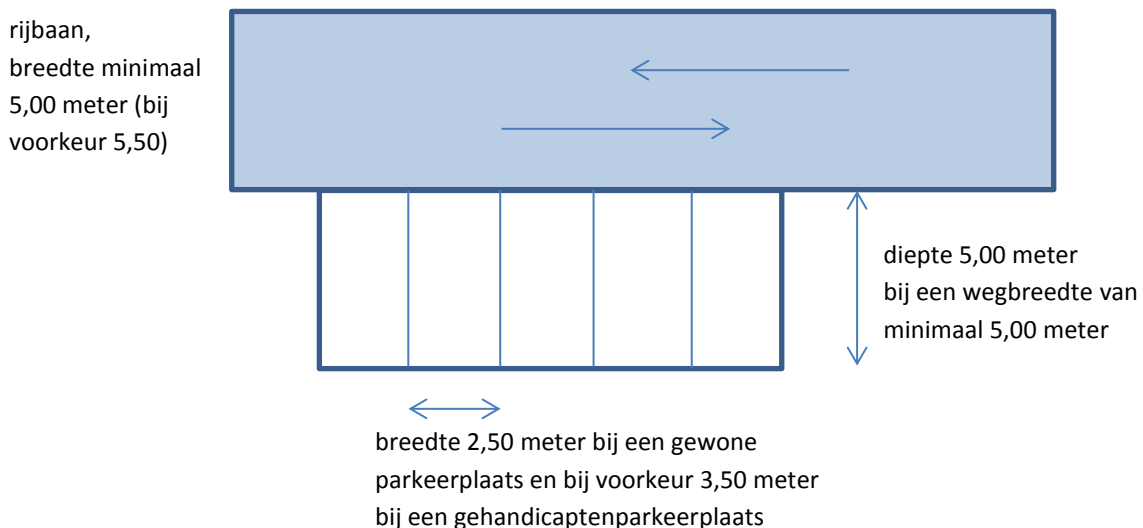 rijbaan,
breedte minimaal
5,00 meter (bij
voorkeur 5,50)
diepte 5,00 meter
bij een wegbreedte van
minimaal 5,00 meter
breedte 2,50 meter bij een gewone
parkeerplaats en bij voorkeur 3,50 meter
bij een gehandicaptenparkeerplaats